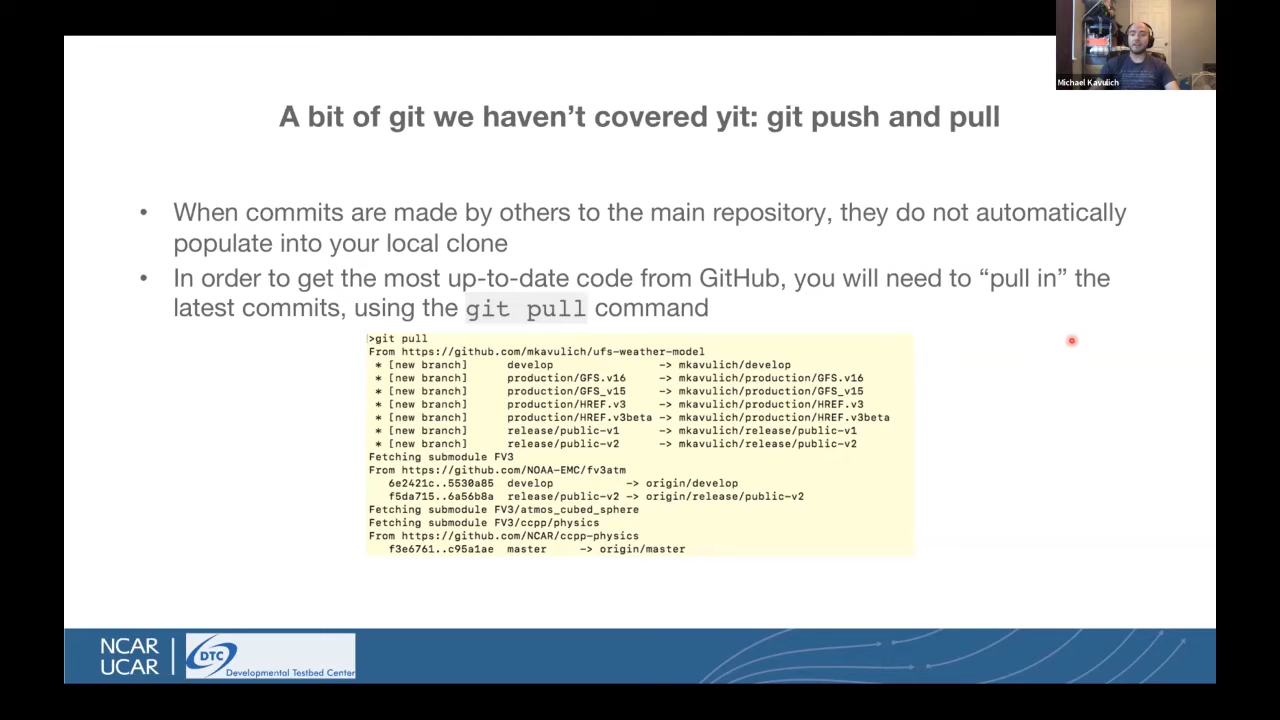 Michael Kavulich
A bit of git we haven’t covered yit: git push and pull
• When commits are made by others to the main repository, they do not automatically
populate into your local clone
• In order to get the most up-to-date code from GitHub, you will need to “pull in” the
latest commits, using the git pull command
>git pull
From https://github.com/mkavulich/ufs-weather-model
* [new branch] develop -> mkavulich/develop
* [new branch] production/GFS.v16 -> mkavulich/production/GFS.v16
* [new branch] production/GFS_v15 -> mkavulich/production/GFS_v15
* [new branch] production/HREF.v3 -> mkavulich/production/HREF.v3
* [new branch] production/HREF.v3beta -> mkavulich/production/HREF.v3beta
* [new branch] release/public-v1 -> mkavulich/release/public-v1
* [new branch] release/public-v2 -> mkavulich/release/public-v2
Fetching submodule FV3
From https://github.com/NOAA-EMC/fv3atm
6e2421c..5530a85 develop -> origin/develop
f5da715..6a56b8a release/public-v2 -> origin/release/public-v2
Fetching submodule FV3/atmos_cubed_sphere
Fetching submodule FV3/ccpp/physics
From https://github.com/NCAR/ccpp-physics
f3e6761..c95a1ae master -> origin/master
NCAR
UCAR
DTC
Developmental Testbed Center